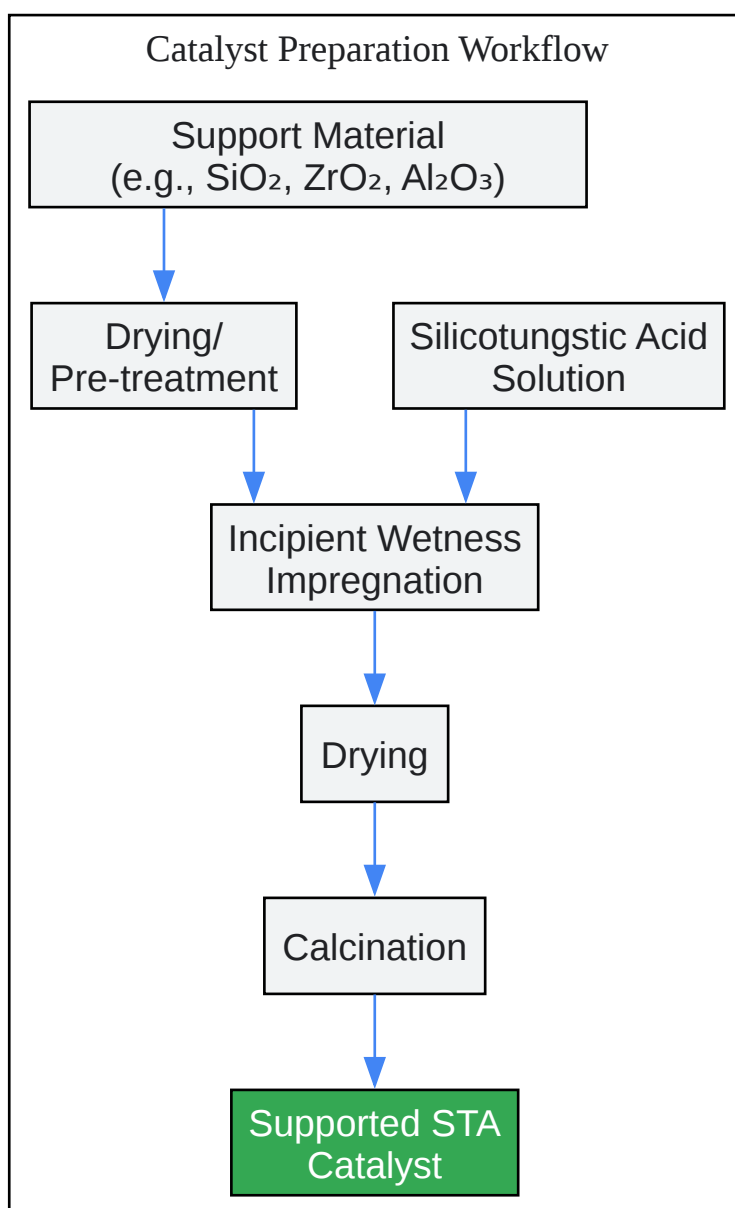 Catalyst Preparation Workflow
Support Material
(e.g., SiO₂, ZrO₂, Al₂O₃)
Drying/
Pre-treatment
Silicotungstic Acid
Solution
Incipient Wetness
Impregnation
Drying
Calcination
Supported STA
Catalyst